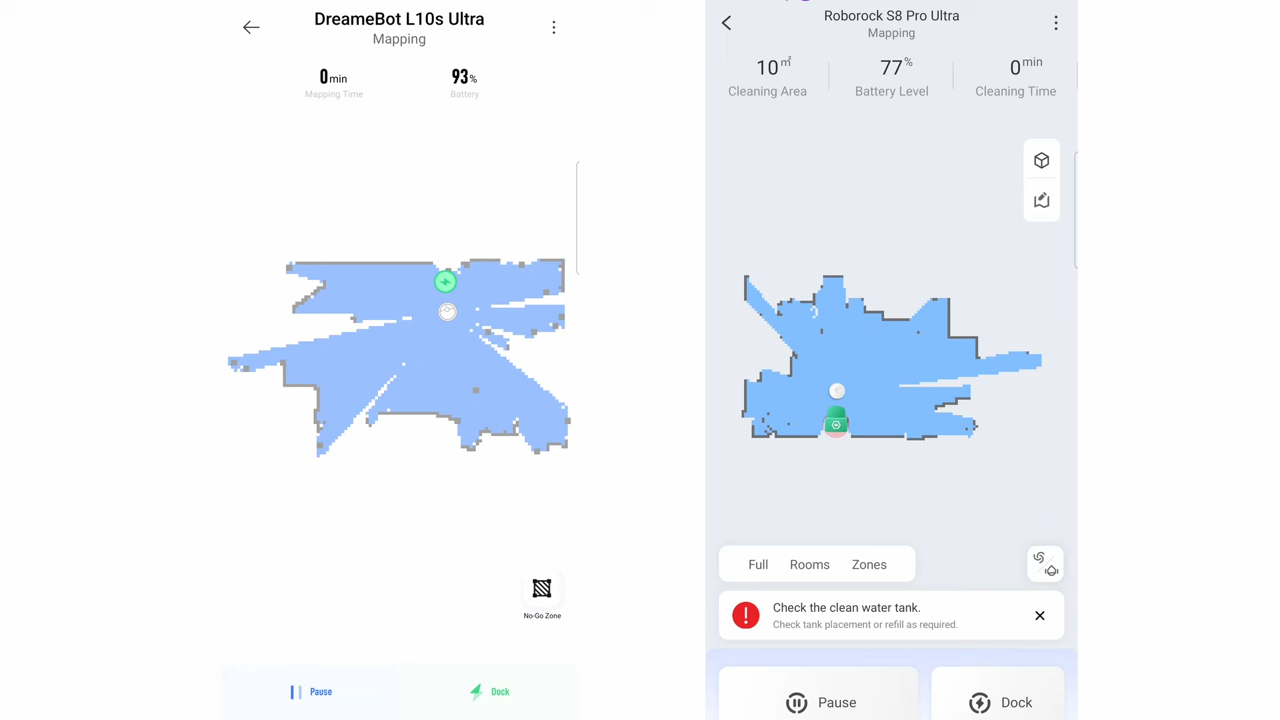 DreameBot L10s Ultra
Mapping
0min
Mapping Time
93%
Battery
No-Go Zone
Pause
Dock
Roborock S8 Pro Ultra
Mapping
10㎡
Cleaning Area
77%
Battery Level
0min
Cleaning Time
Full Rooms Zones
Check the clean water tank.
Check tank placement or refill as required.
Pause
Dock